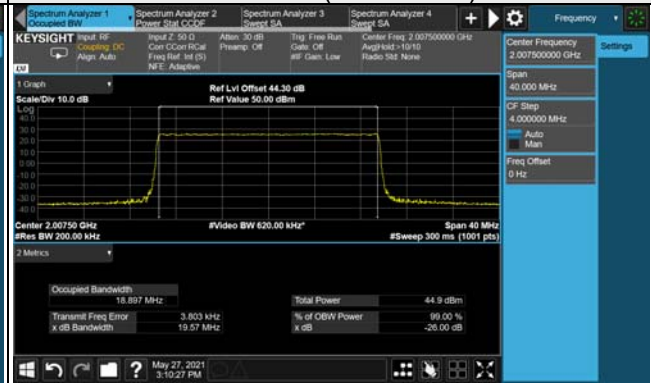 Spectrum Analyzer 1
Occupied BW
Spectrum Analyzer 2
Power Stat CCDF
Spectrum Analyzer 3
Swept SA
Spectrum Analyzer 4
Swept SA
Frequency
KEYSIGHT
Input: RF
Coupling: DC
Align: Auto
Input Z: 50 Ω
Corr CCorr RCal
Freq Ref: Int (S)
NFE: Adaptive
Atten: 30 dB
Preamp: Off
Trig: Free Run
Gate: Off
#IF Gain: Low
Center Freq: 2.007500000 GHz
Avg|Hold:>10/10
Radio Std: None
Center Frequency
2.007500000 GHz
Settings
Span
40.000 MHz
CF Step
4.000000 MHz
Auto
Man
Freq Offset
0 Hz
1 Graph
Scale/Div 10.0 dB
Ref Lvl Offset 44.30 dB
Ref Value 50.00 dBm
Log
40.0
30.0
20.0
10.0
0.00
-10.0
-20.0
-30.0
-40.0
Center 2.00750 GHz
#Res BW 200.00 kHz
#Video BW 620.00 kHz*
Span 40 MHz
#Sweep 300 ms (1001 pts)
2 Metrics
Occupied Bandwidth
18.897 MHz
Total Power
44.9 dBm
Transmit Freq Error
3.803 kHz
% of OBW Power
99.00 %
x dB Bandwidth
19.57 MHz
x dB
-26.00 dB
?
May 27, 2021
3:10:27 PM